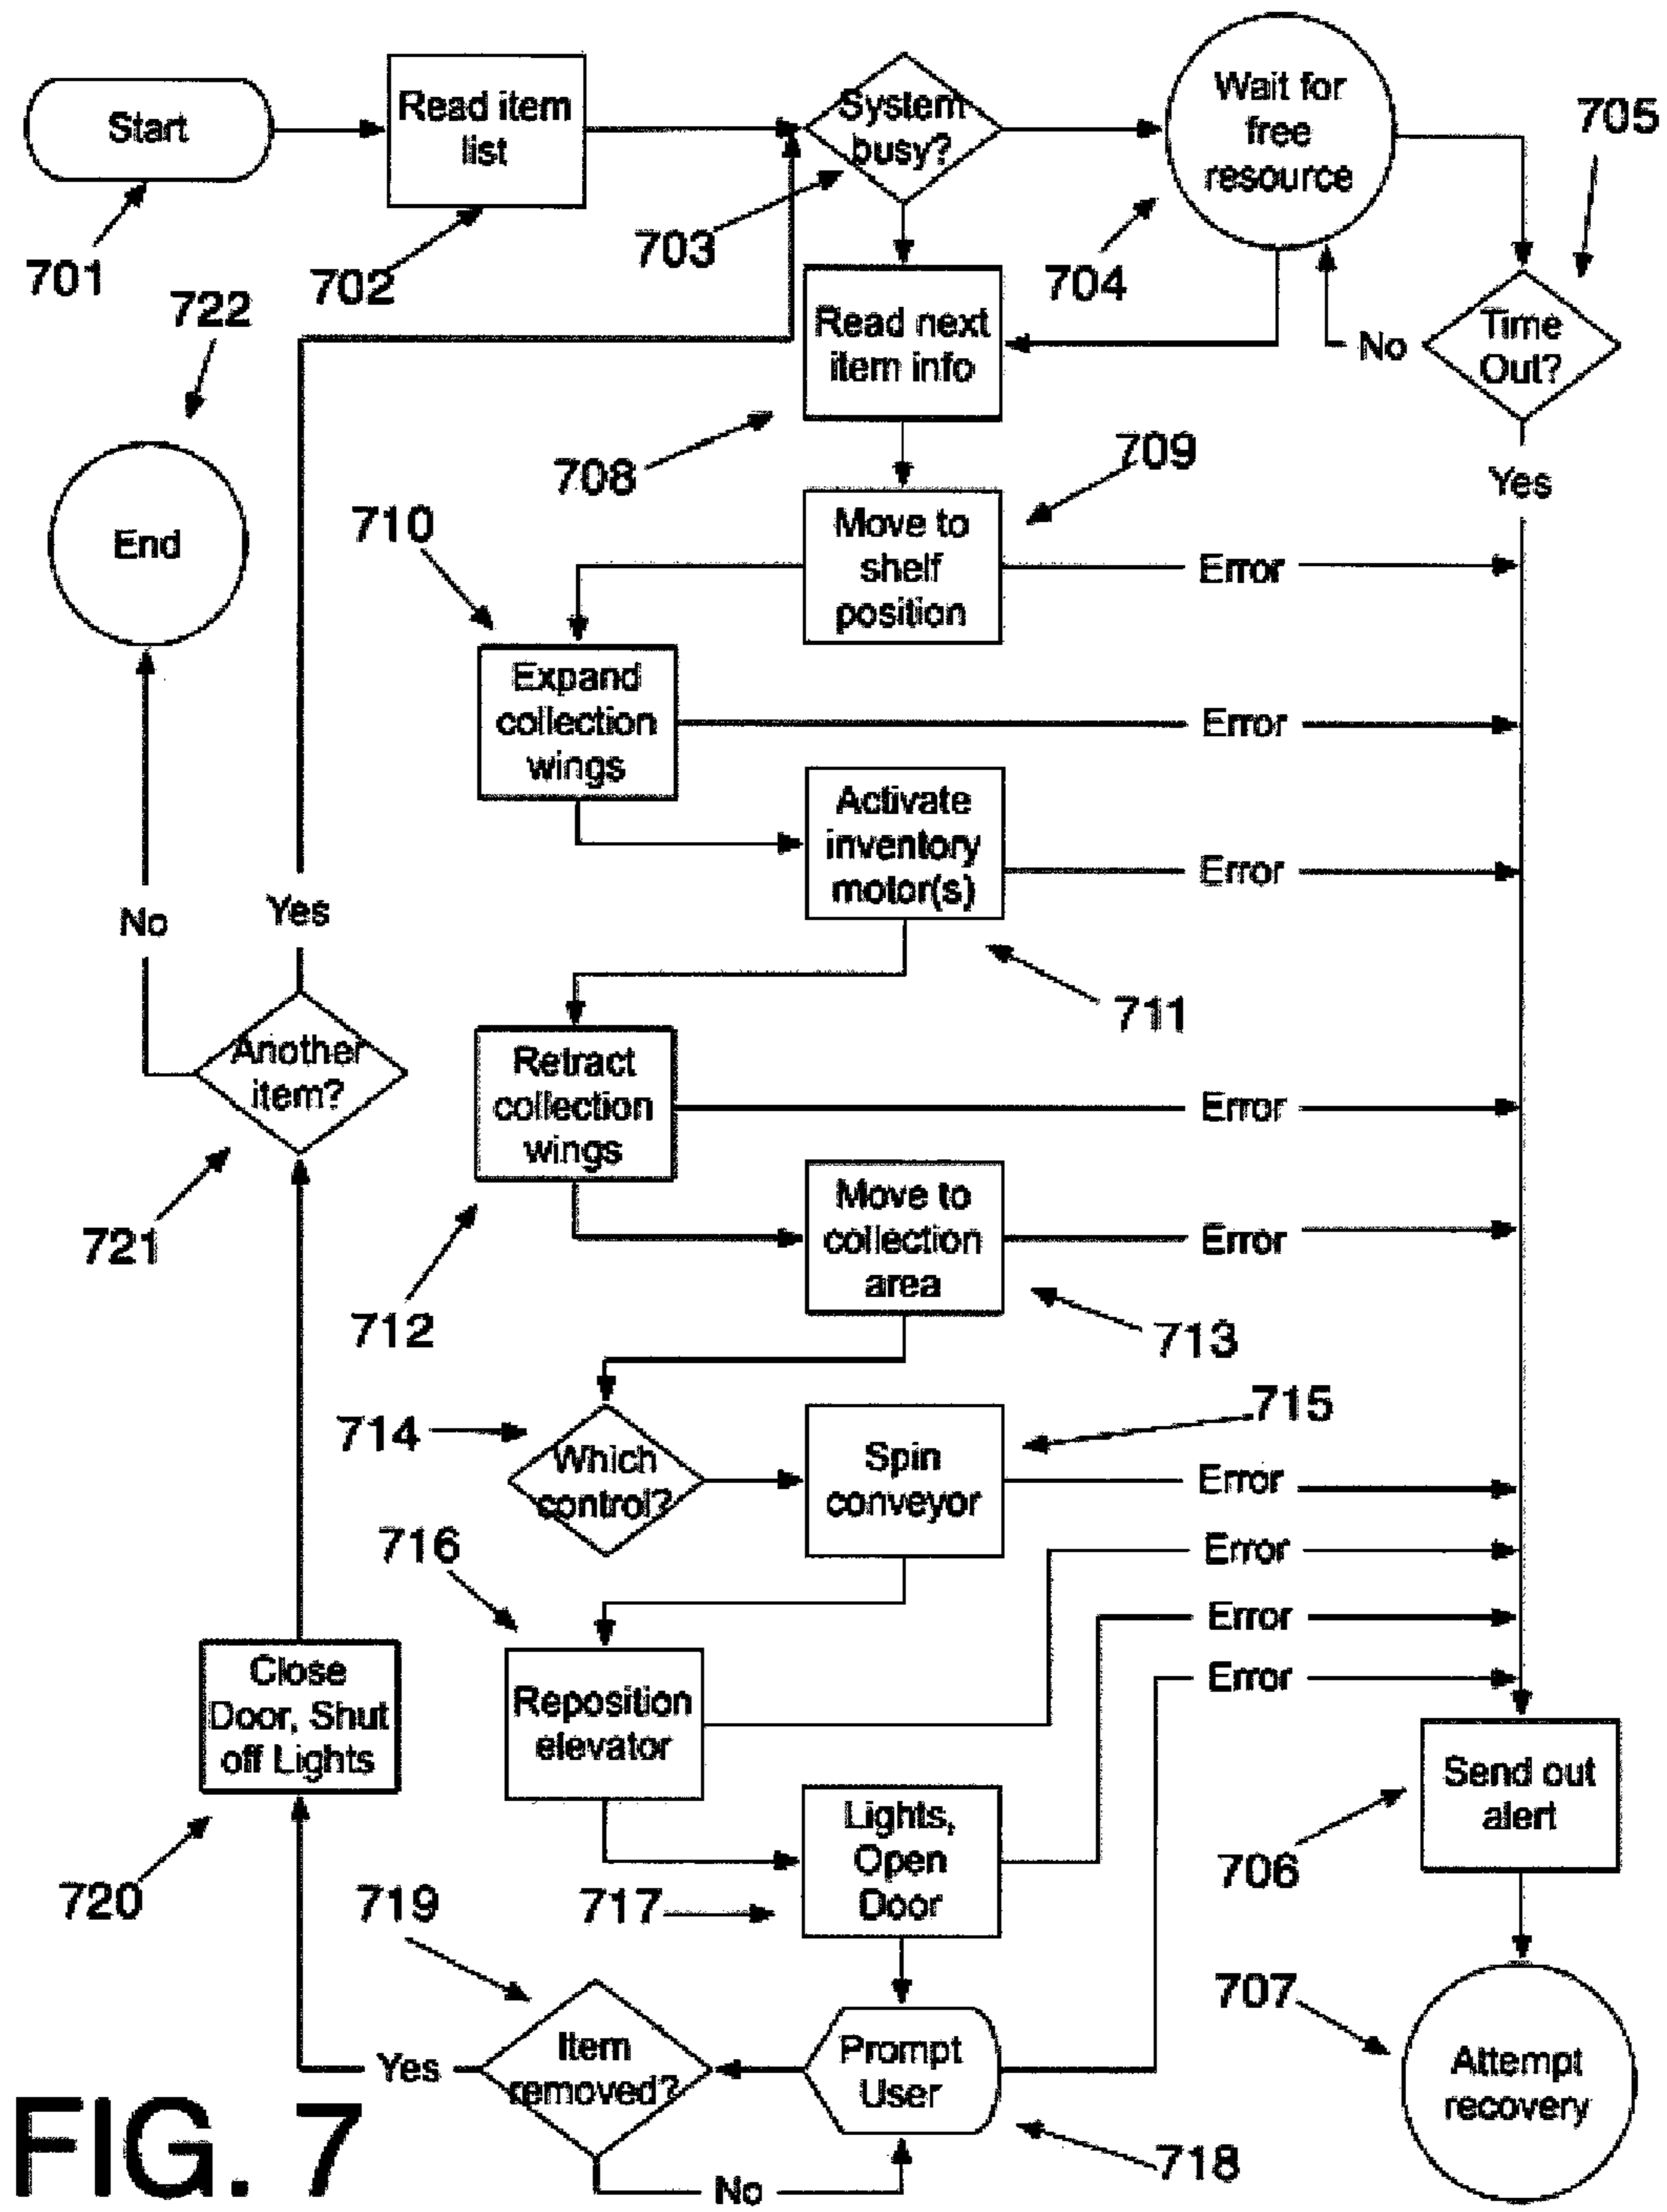 Start
701
Read item
list
702
System
busy?
703
Wait for
free
resource
704
705
Time
Out?
No
Yes
722
End
Read next
item info
708
709
Move to
shelf
position
Error
710
Expand
collection
wings
Error
Activate
inventory
motor(s)
Error
711
No
Yes
Another
item?
721
Retract
collection
wings
Error
712
Move to
collection
area
Error
713
714
Which
control?
715
Spin
conveyor
Error
716
Reposition
elevator
Error
Error
Error
Close
Door, Shut
off Lights
720
Lights,
Open
Door
717
Send out
alert
706
719
Item
removed?
Yes
No
Prompt
User
718
707
Attempt
recovery
FIG. 7